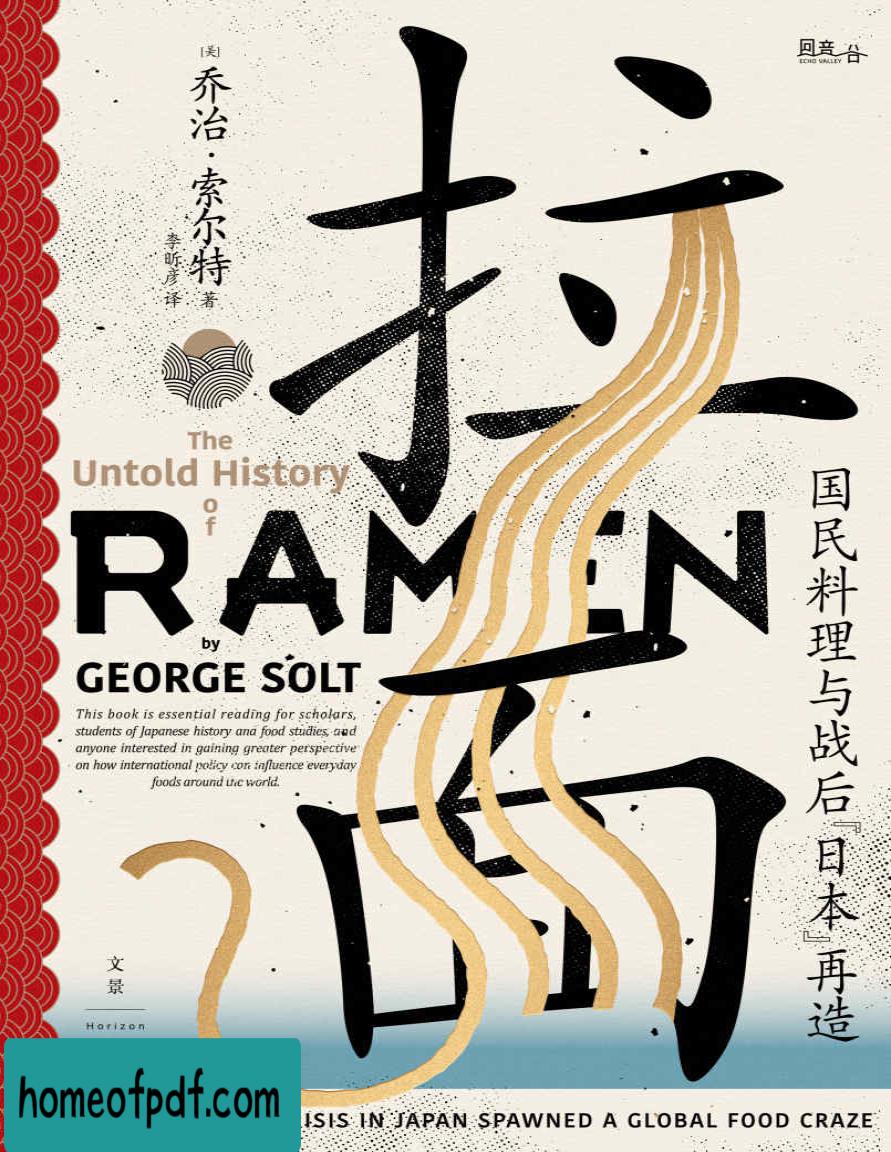 [美]
乔治·索尔特 著
李昕彦 译
回音谷
ECHO VALLEY
拉面
The
Untold History
o
f
RAMEN
by
GEORGE SOLT
This book is essential reading for scholars,
students of Japanese history and food studies, and
anyone interested in gaining greater perspective
on how international policy can influence everyday
foods around the world.
国民料理与战后『日本』再造
文景
Horizon
homeofpdf.com
ISIS IN JAPAN SPAWNED A GLOBAL FOOD CRAZE